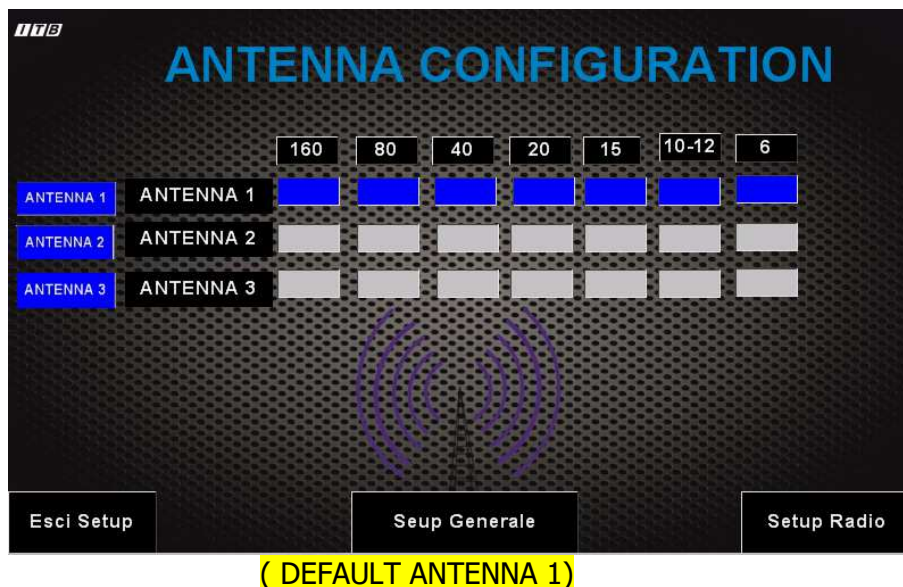 ITB
ANTENNA CONFIGURATION
160 80 40 20 15 10-12 6
ANTENNA 1 ANTENNA 1
ANTENNA 2 ANTENNA 2
ANTENNA 3 ANTENNA 3
Esci Setup Seup Generale Setup Radio
( DEFAULT ANTENNA 1)